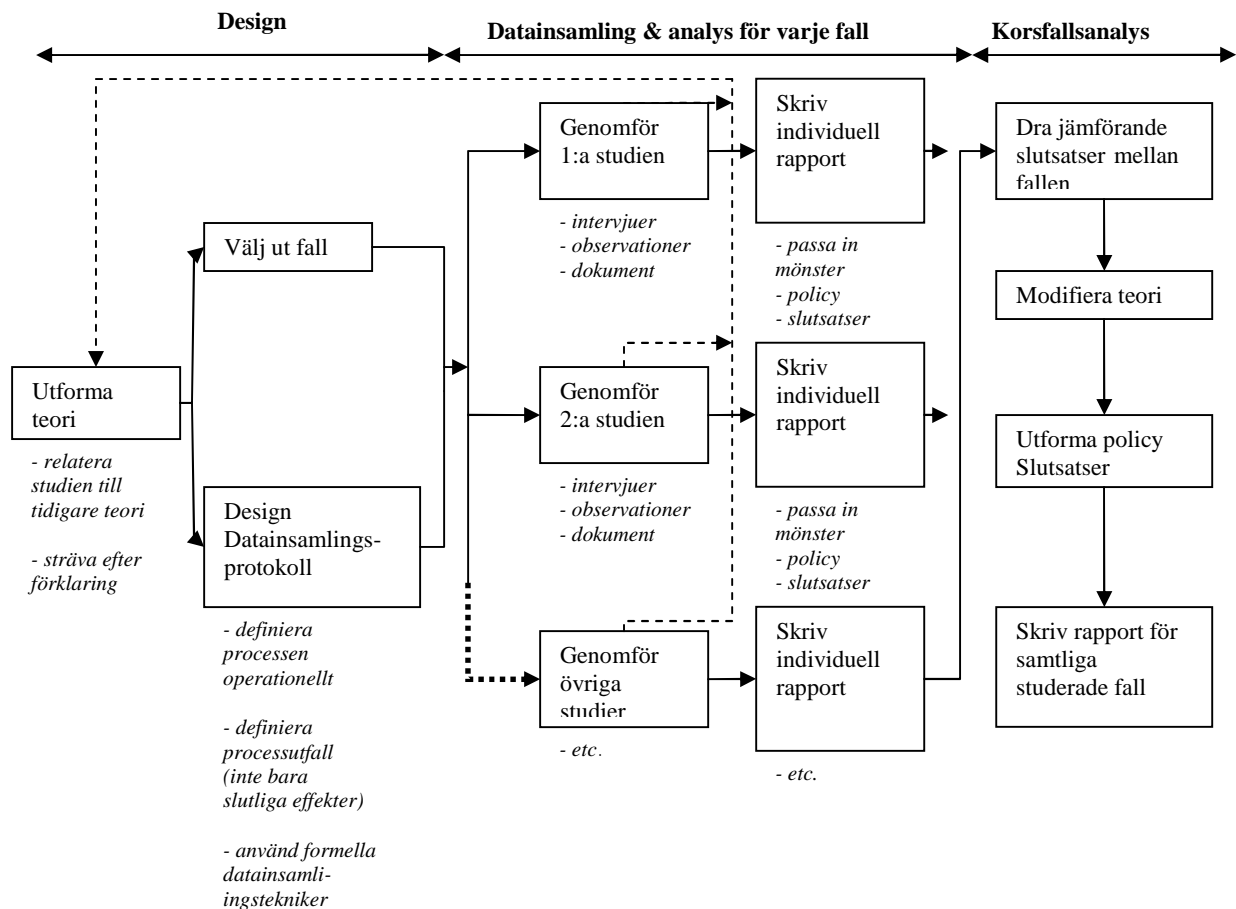 Design
Datainsamling & analys för varje fall
Korsfallsanalys
Utforma
teori
- relatera
studien till
tidigare teori
- sträva efter
förklaring
Välj ut fall
Design
Datainsamlings-
protokoll
- definiera
processen
operationellt
- definiera
processutfall
(inte bara
slutliga effekter)
- använd formella
datainsamli-
ingstekniker
Genomför
1:a studien
- intervjuer
- observationer
- dokument
Genomför
2:a studien
- intervjuer
- observationer
- dokument
Genomför
övriga
studier
- etc.
Skriv
individuell
rapport
- passa in
mönster
- policy
- slutsatser
Skriv
individuell
rapport
- passa in
mönster
- policy
- slutsatser
Skriv
individuell
rapport
- etc.
Dra jämförande
slutsatser mellan
fallen
Modifiera teori
Utforma policy
Slutsatser
Skriv rapport för
samtliga
studerade fall